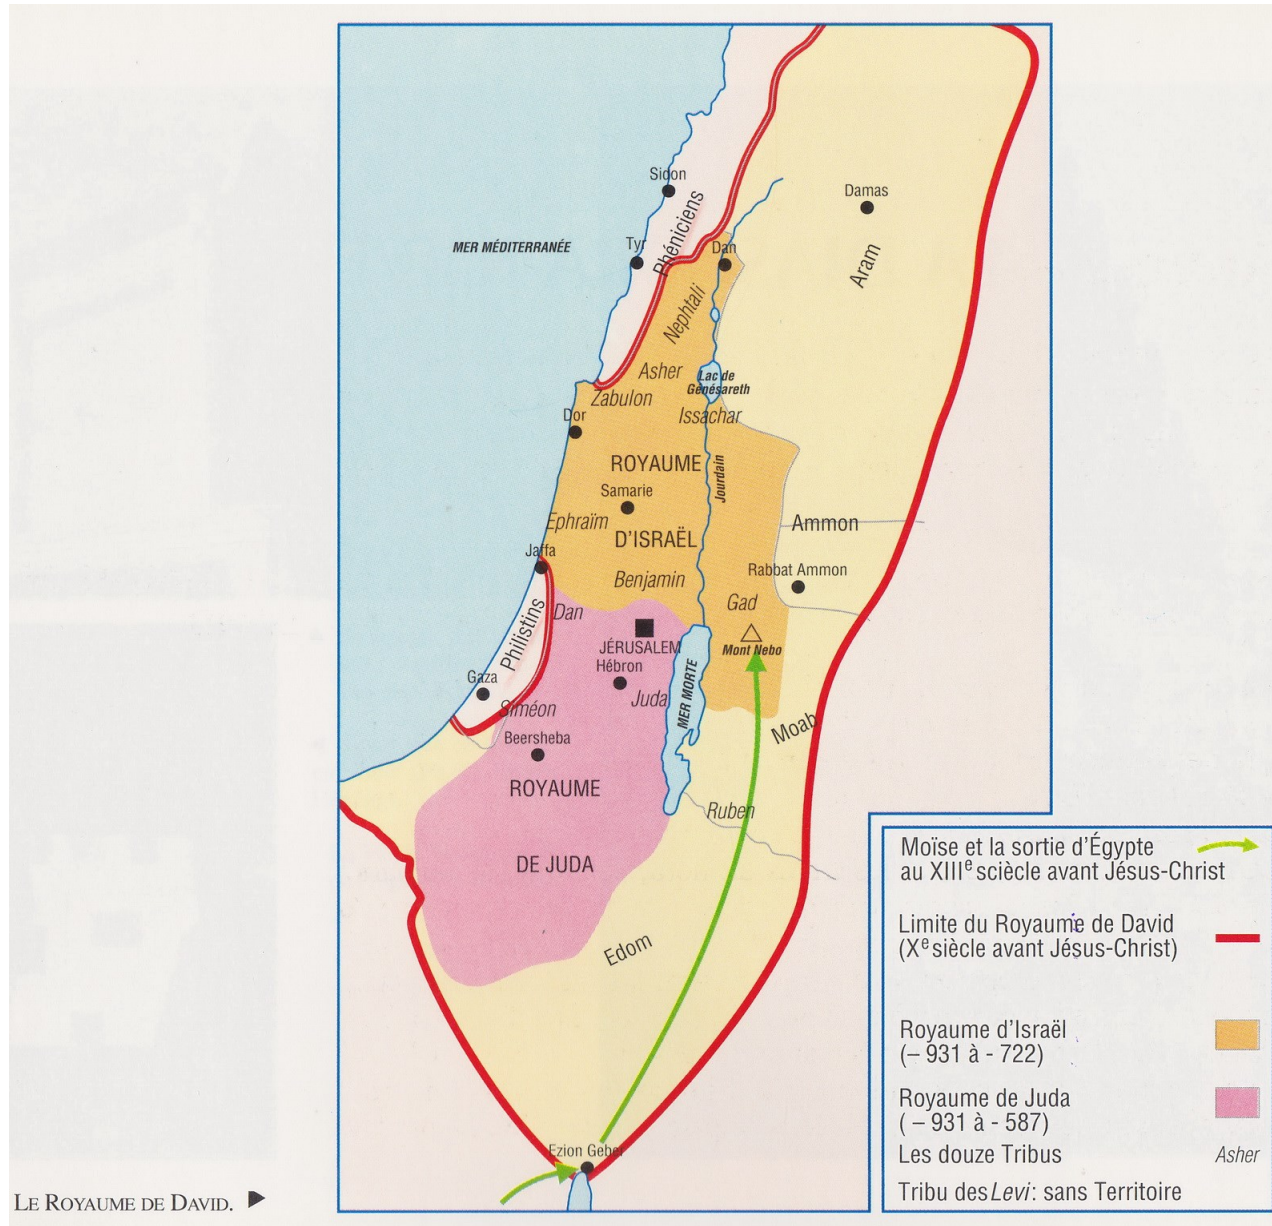 Sidon
Damas
Phéniciens
MER MÉDITERRANÉE
Tyr
Dan
Aram
Nephtali
Asher
Lac de
Génésareth
Zabulon
Issachar
Dor
ROYAUME
Jourdain
Samarie
Ephraïm
Ammon
D'ISRAËL
Jaffa
Rabbat Ammon
Benjamin
Gad
Dan
Philistins
JÉRUSALEM
Mont Nebo
Hébron
Gaza
Juda
MER MORTE
Siméon
Moab
Beersheba
ROYAUME
Ruben
DE JUDA
Edom
Ezion Geber
Moïse et la sortie d'Égypte
au XIIIe sciècle avant Jésus-Christ
Limite du Royaume de David
(Xe siècle avant Jésus-Christ)
Royaume d'Israël
(– 931 à - 722)
Royaume de Juda
( – 931 à - 587)
Les douze Tribus Asher
Tribu des Levi : sans Territoire
LE ROYAUME DE DAVID.